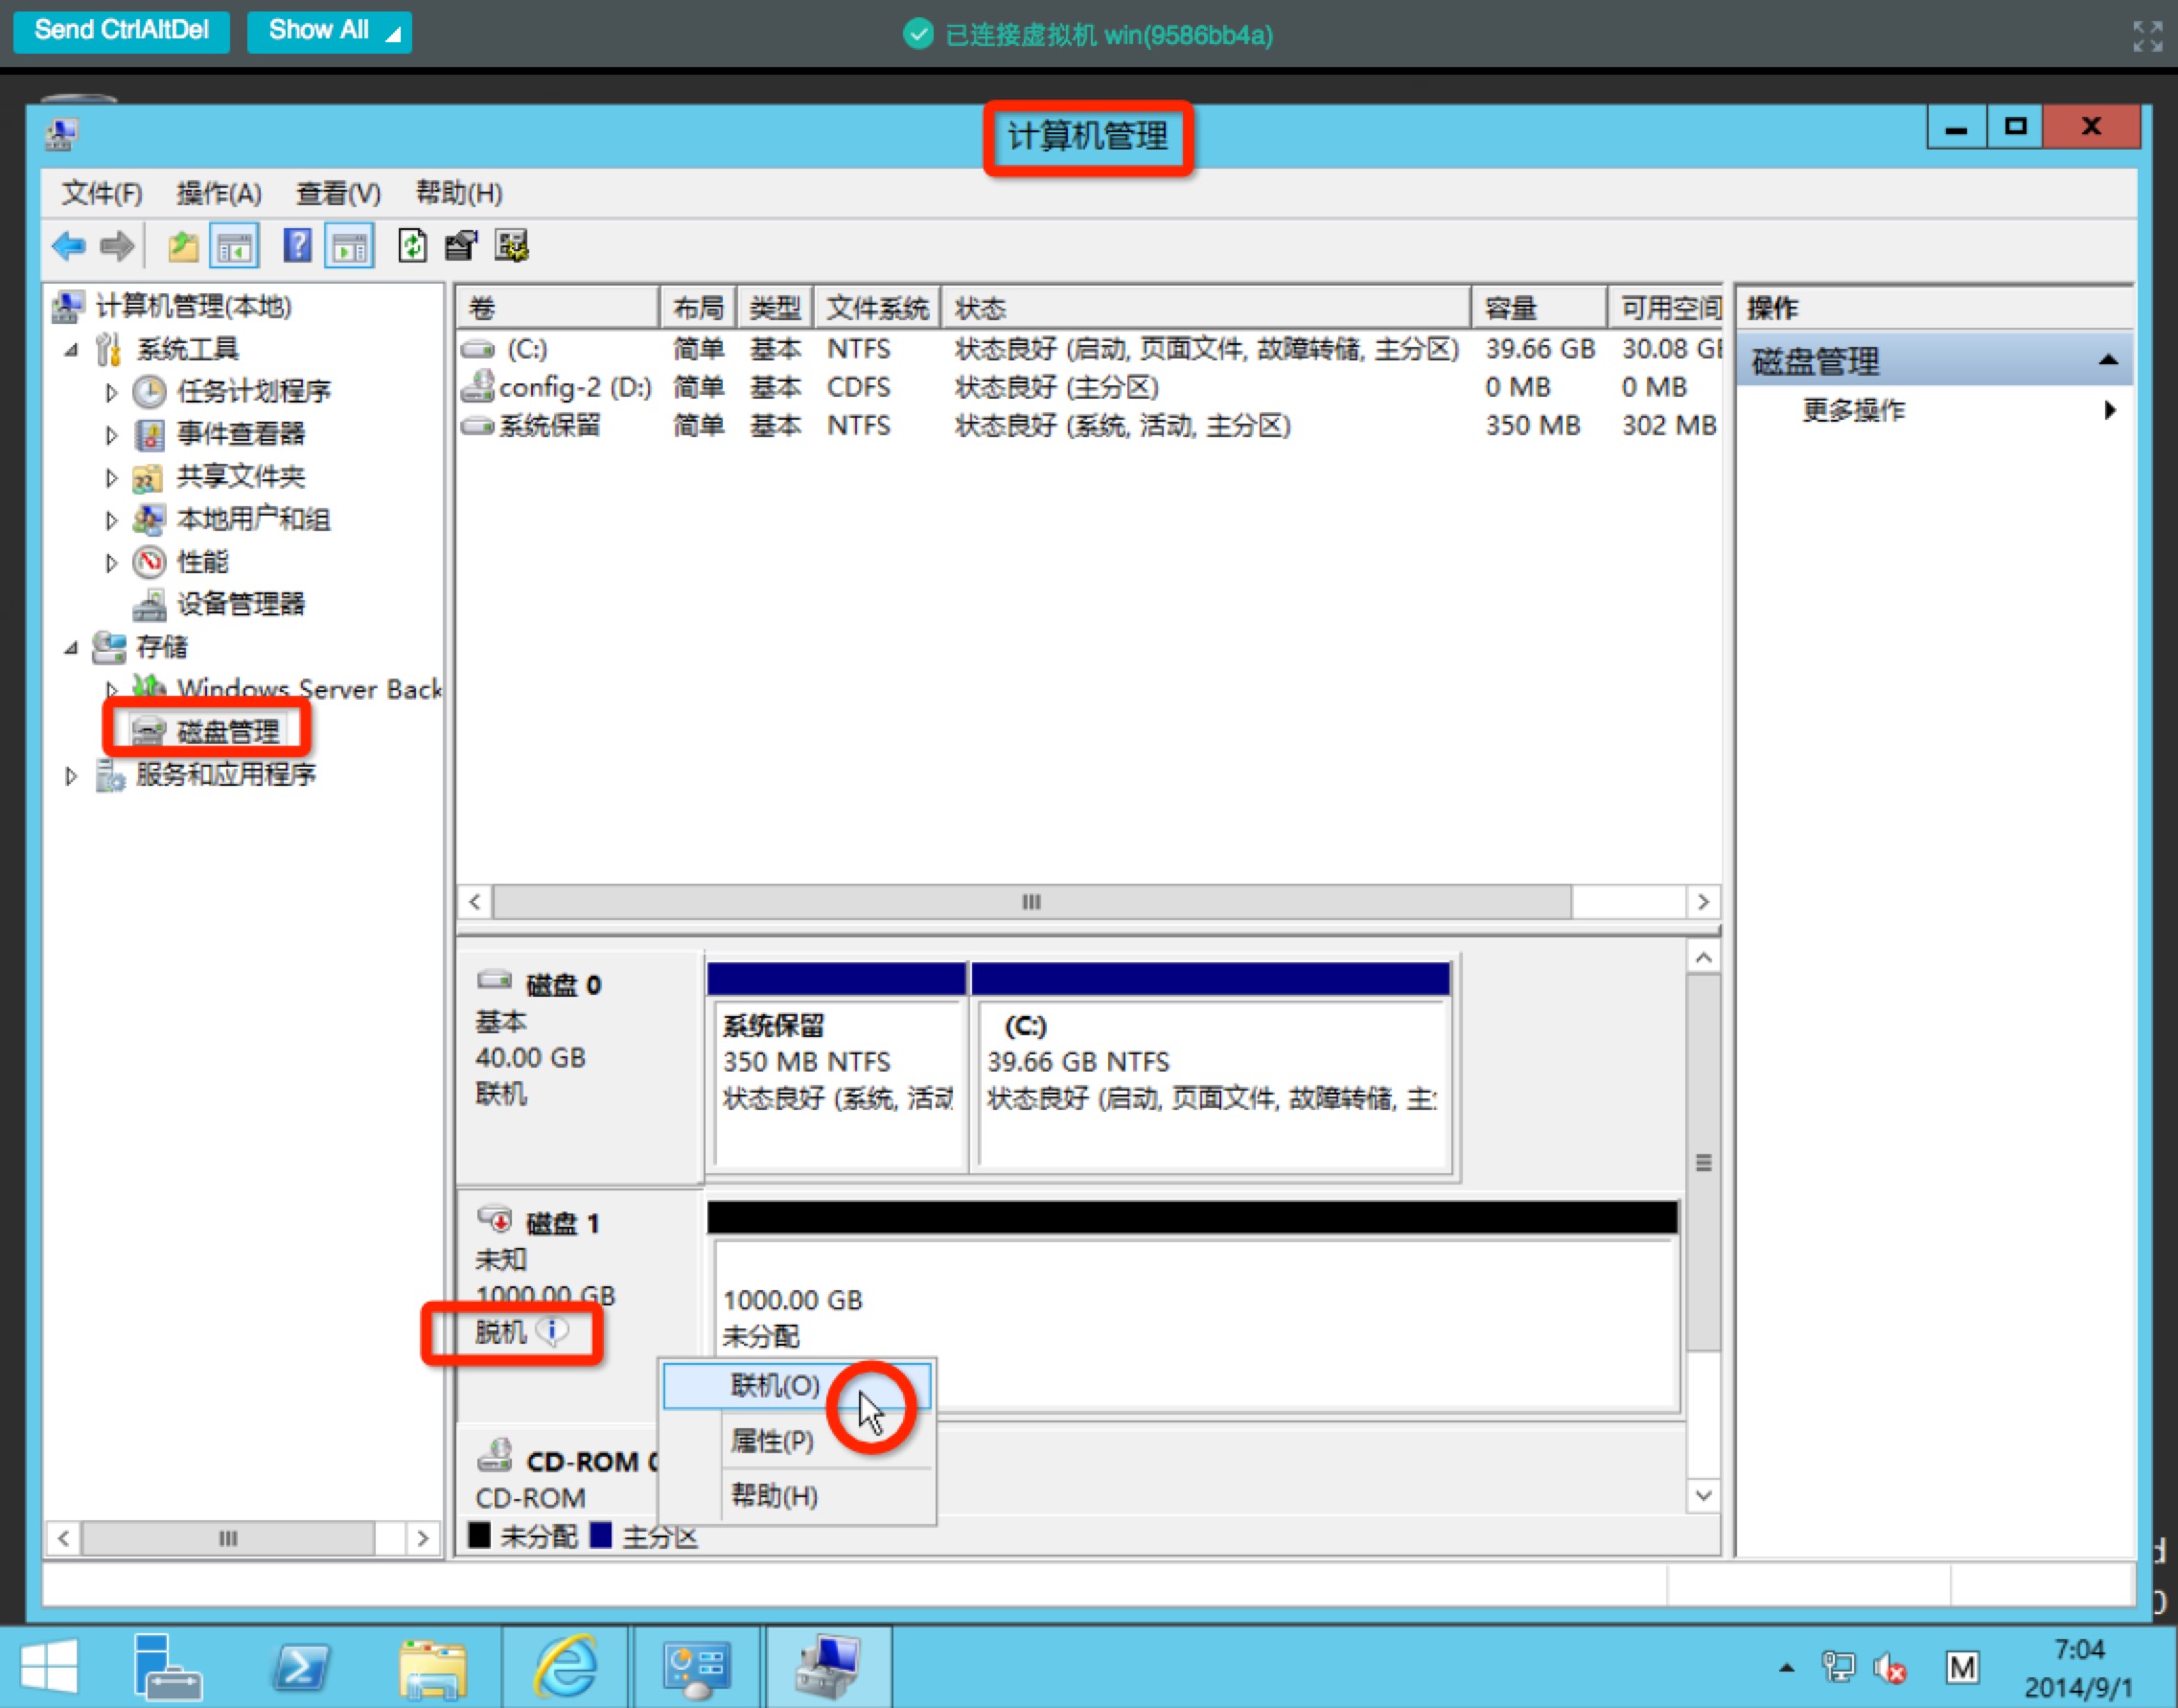 Send CtrlAltDel
Show All
已连接虚拟机 win(9586bb4a)
计算机管理
文件(F) 操作(A) 查看(V) 帮助(H)
计算机管理(本地)
系统工具
任务计划程序
事件查看器
共享文件夹
本地用户和组
性能
设备管理器
存储
Windows Server Back
磁盘管理
服务和应用程序
卷 布局 类型 文件系统 状态 容量 可用空间
(C:) 简单 基本 NTFS 状态良好 (启动, 页面文件, 故障转储, 主分区) 39.66 GB 30.08 GB
config-2 (D:) 简单 基本 CDFS 状态良好 (主分区) 0 MB 0 MB
系统保留 简单 基本 NTFS 状态良好 (系统, 活动, 主分区) 350 MB 302 MB
操作
磁盘管理
更多操作
磁盘 0
基本
40.00 GB
联机
系统保留
350 MB NTFS
状态良好 (系统, 活动
(C:)
39.66 GB NTFS
状态良好 (启动, 页面文件, 故障转储, 主
磁盘 1
未知
1000.00 GB
脱机
1000.00 GB
未分配
联机(O)
属性(P)
帮助(H)
CD-ROM 0
CD-ROM
未分配 主分区
M
7:04
2014/9/1